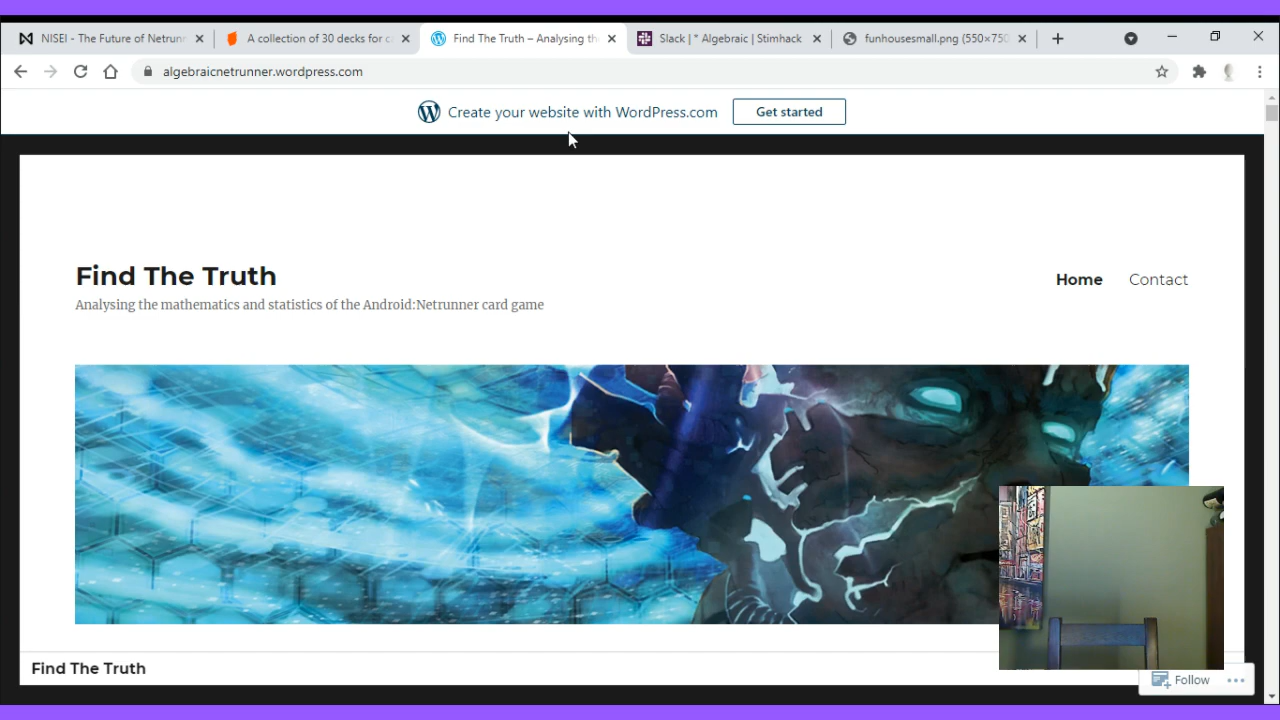 NISEI - The Future of Netrunn
A collection of 30 decks for c
Find The Truth – Analysing th
Slack | * Algebraic | Stimhack
funhousesmall.png (550×750
algebraicnetrunner.wordpress.com
Create your website with WordPress.com
Get started
Find The Truth
Home
Contact
Analysing the mathematics and statistics of the Android:Netrunner card game
Find The Truth
Follow